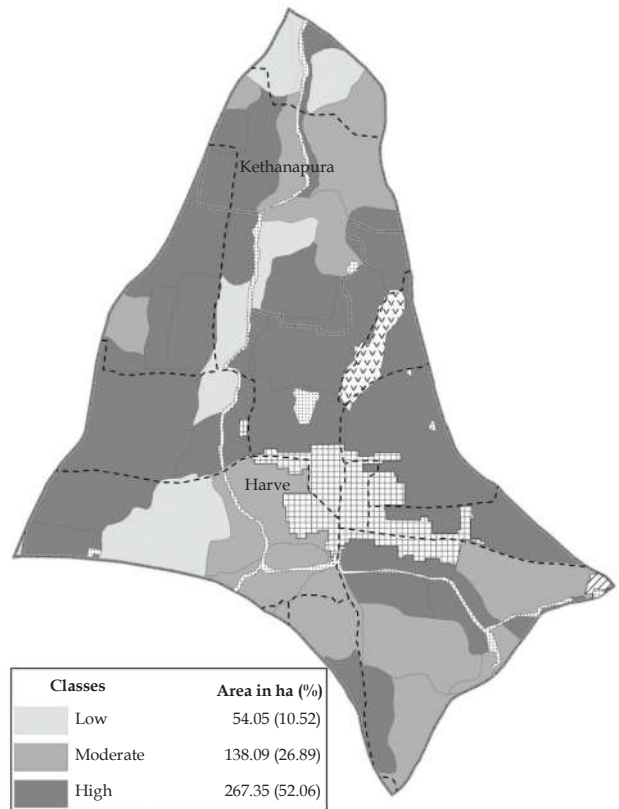 Kethanapura
Harve
Classes Area in ha (%)
Low 54.05 (10.52)
Moderate 138.09 (26.89)
High 267.35 (52.06)